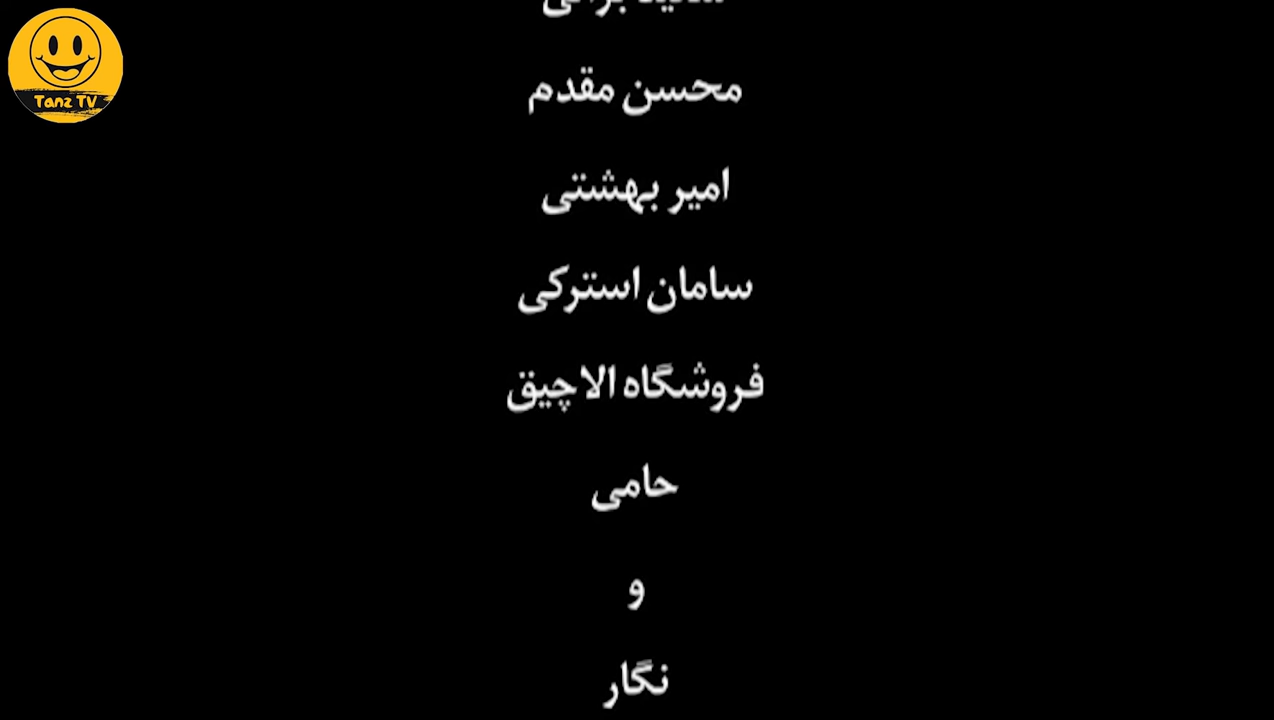 Tanz TV
محسن مقدم
امیر بهشتی
سامان استرکی
فروشگاه الاچیق
حامی
و
نگار